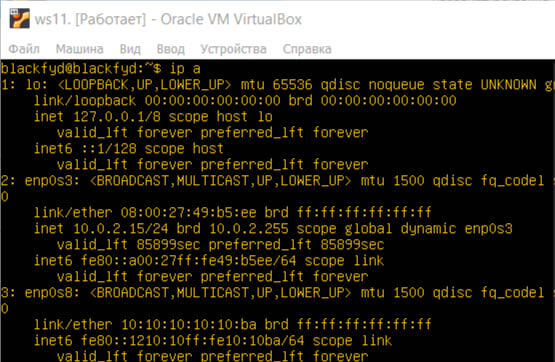 ws11. [Работает] - Oracle VM VirtualBox
Файл Машина Вид Ввод Устройства Справка
blackfyd@blackfyd:~$ ip a
1: lo: <LOOPBACK,UP,LOWER_UP> mtu 65536 qdisc noqueue state UNKNOWN
link/loopback 00:00:00:00:00:00 brd 00:00:00:00:00:00
inet 127.0.0.1/8 scope host lo
valid_lft forever preferred_lft forever
inet6 ::1/128 scope host
valid_lft forever preferred_lft forever
2: enp0s3: <BROADCAST,MULTICAST,UP,LOWER_UP> mtu 1500 qdisc fq_codel s
0
link/ether 08:00:27:49:b5:ee brd ff:ff:ff:ff:ff:ff
inet 10.0.2.15/24 brd 10.0.2.255 scope global dynamic enp0s3
valid_lft 85899sec preferred_lft 85899sec
inet6 fe80::a00:27ff:fe49:b5ee/64 scope link
valid_lft forever preferred_lft forever
3: enp0s8: <BROADCAST,MULTICAST,UP,LOWER_UP> mtu 1500 qdisc fq_codel s
0
link/ether 10:10:10:10:10:ba brd ff:ff:ff:ff:ff:ff
inet6 fe80::1210:10ff:fe10:10ba/64 scope link
valid_lft forever preferred_lft forever